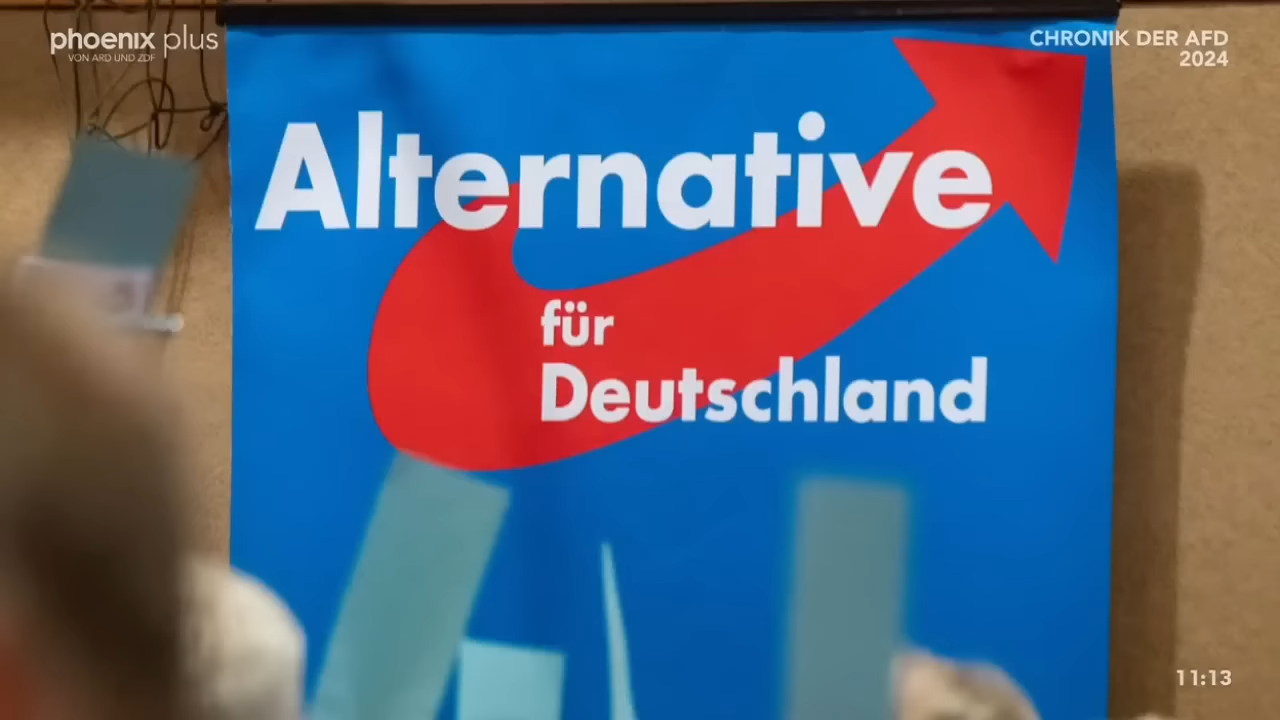 phoenix plus
VON ARD UND ZDF
CHRONIK DER AFD
2024
Alternative
für
Deutschland
11:13